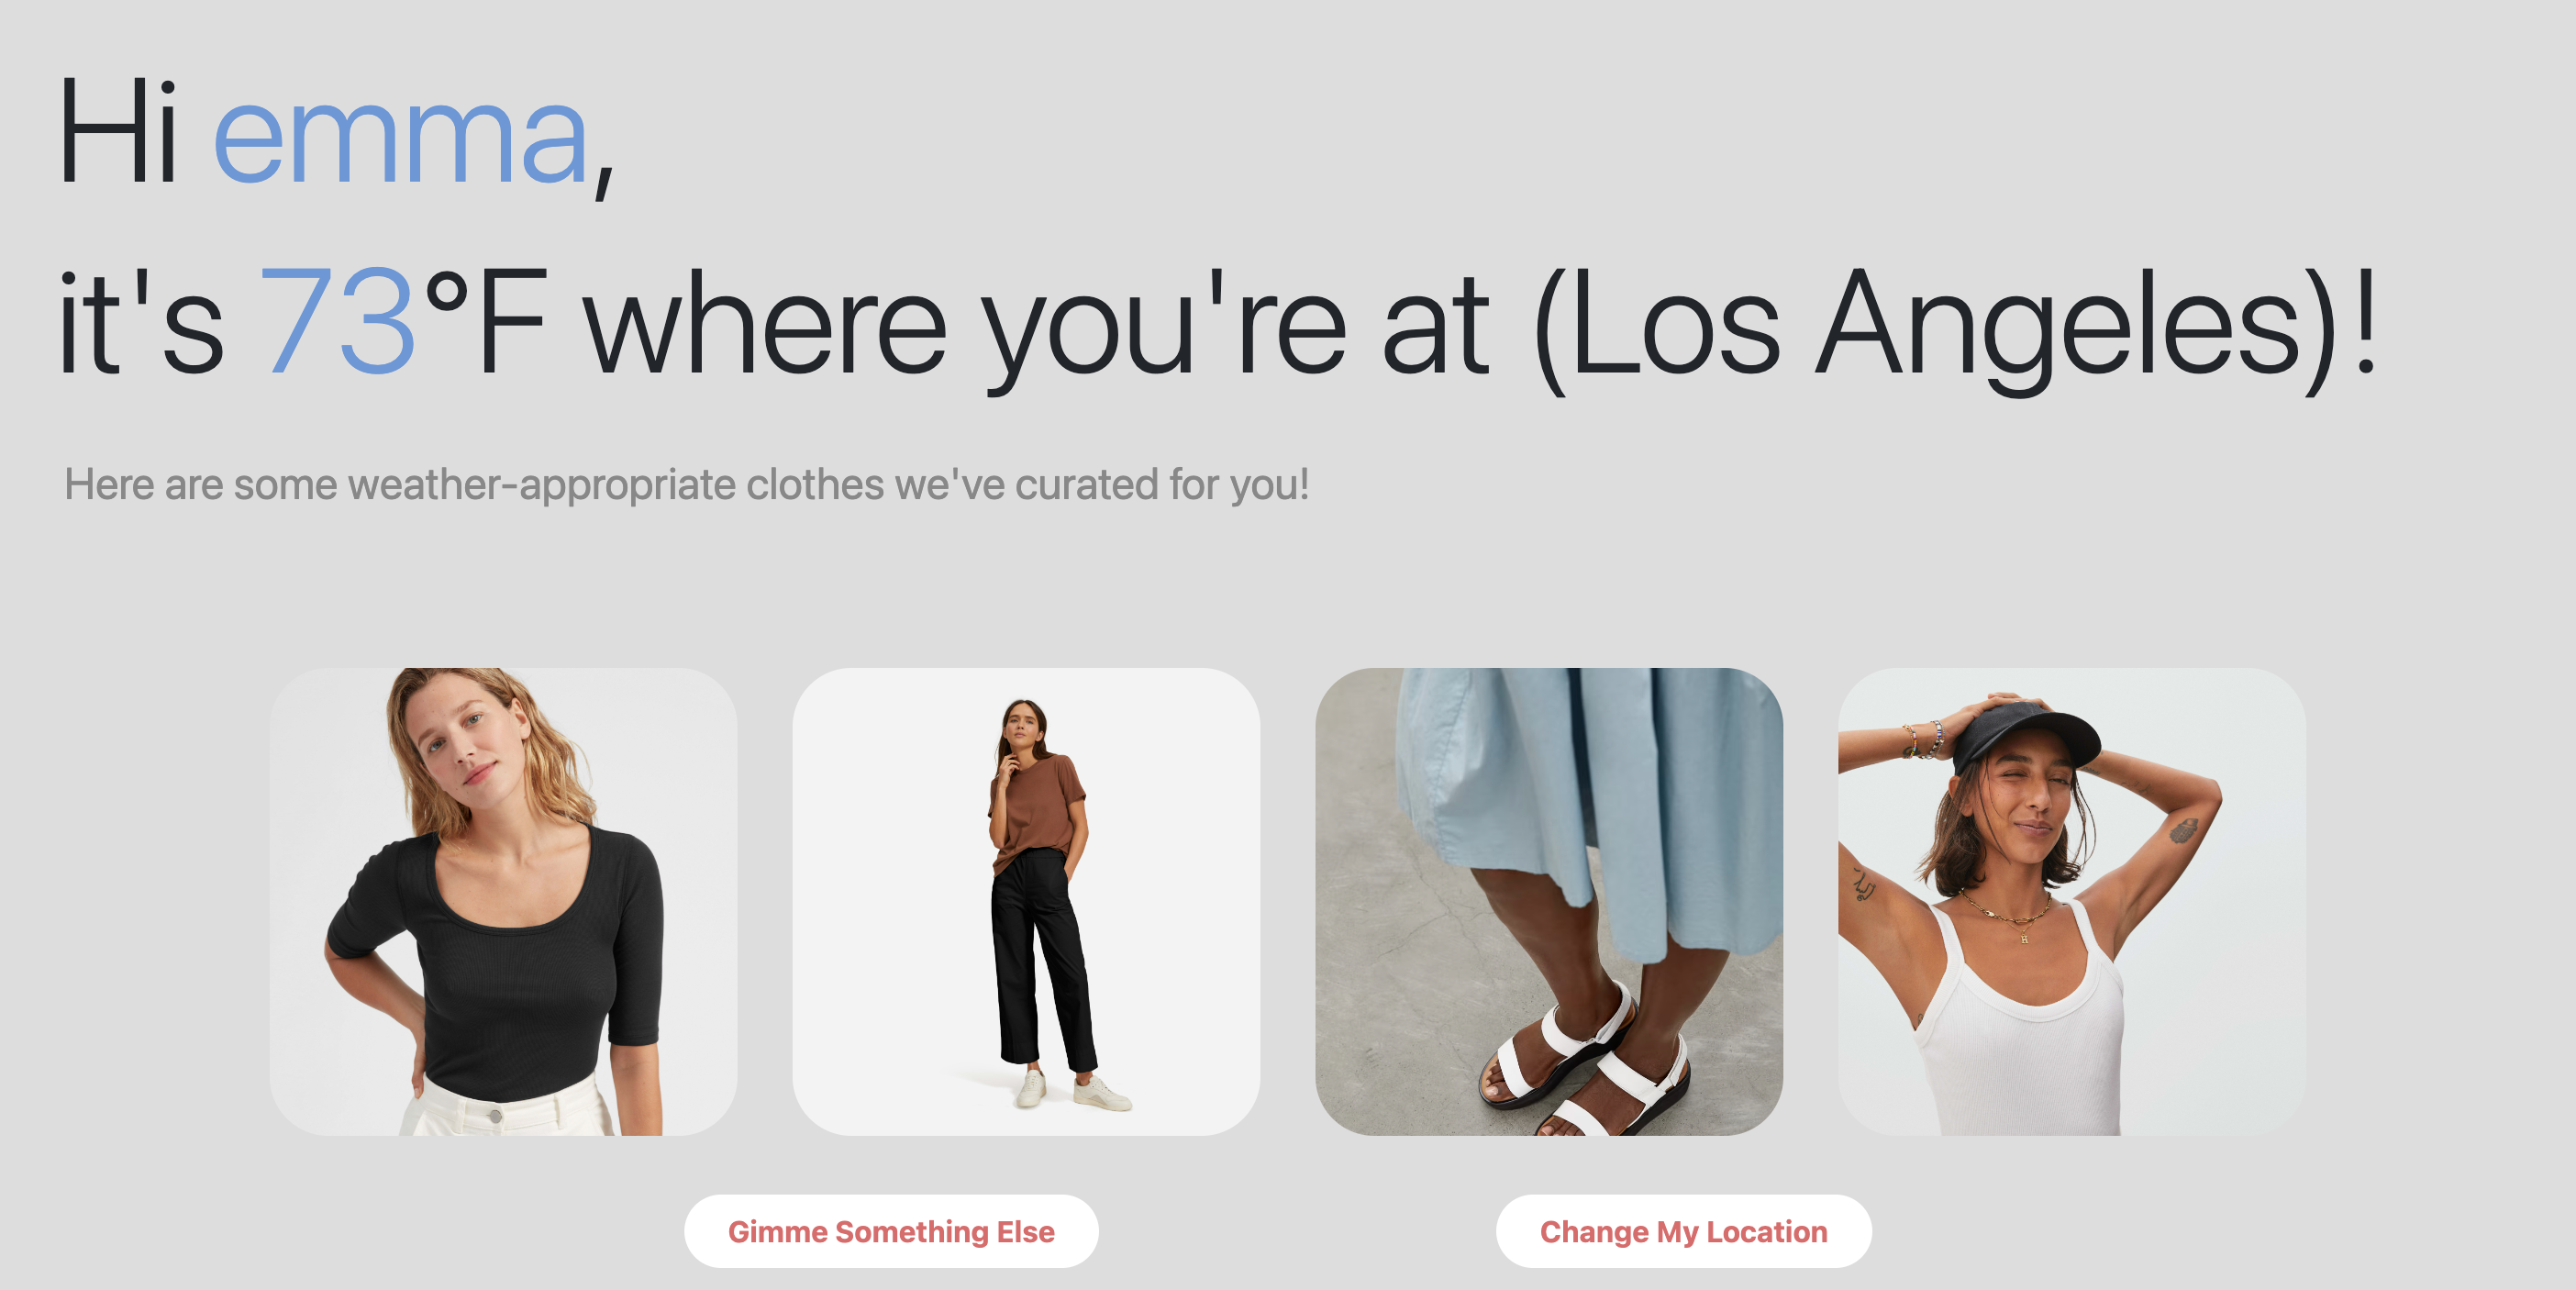 Hi emma,
it's 73°F where you're at (Los Angeles)!
Here are some weather-appropriate clothes we've curated for you!
H
Gimme Something Else
Change My Location